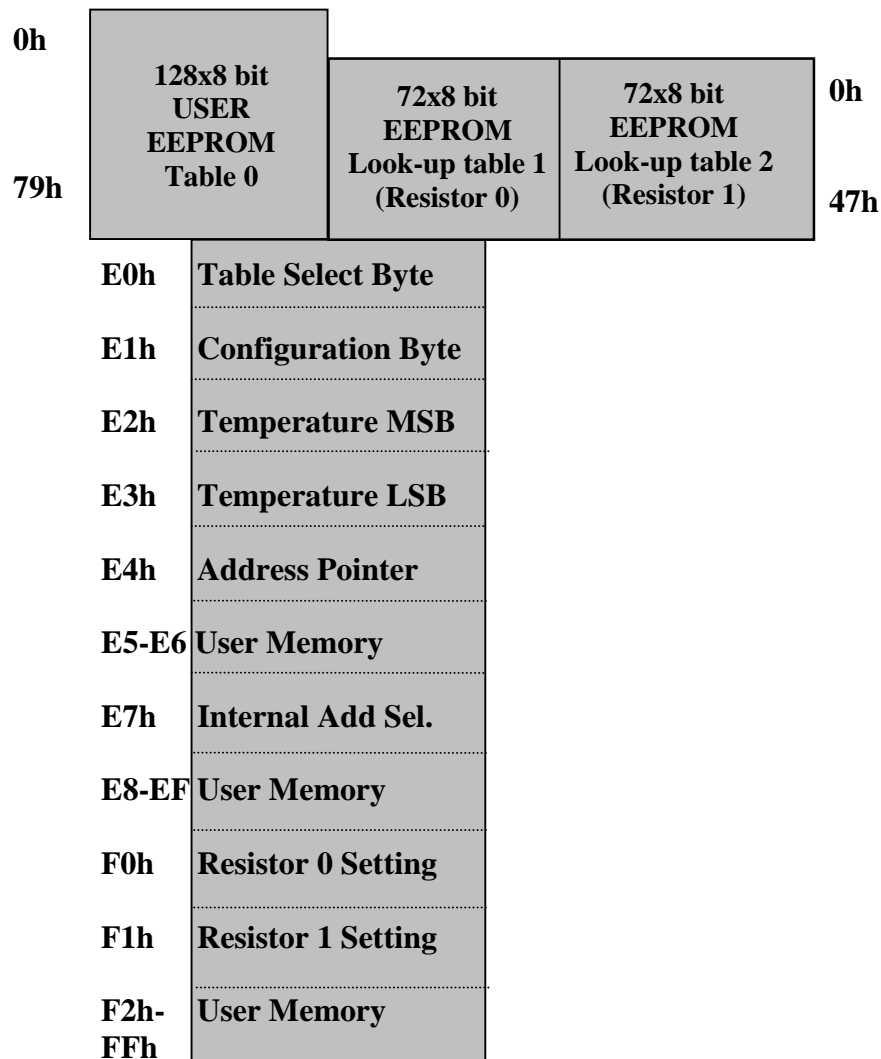 0h
79h
128x8 bit
USER
EEPROM
Table 0
72x8 bit
EEPROM
Look-up table 1
(Resistor 0)
72x8 bit
EEPROM
Look-up table 2
(Resistor 1)
0h
47h
E0h Table Select Byte
E1h Configuration Byte
E2h Temperature MSB
E3h Temperature LSB
E4h Address Pointer
E5-E6 User Memory
E7h Internal Add Sel.
E8-EF User Memory
F0h Resistor 0 Setting
F1h Resistor 1 Setting
F2h- User Memory
FFh